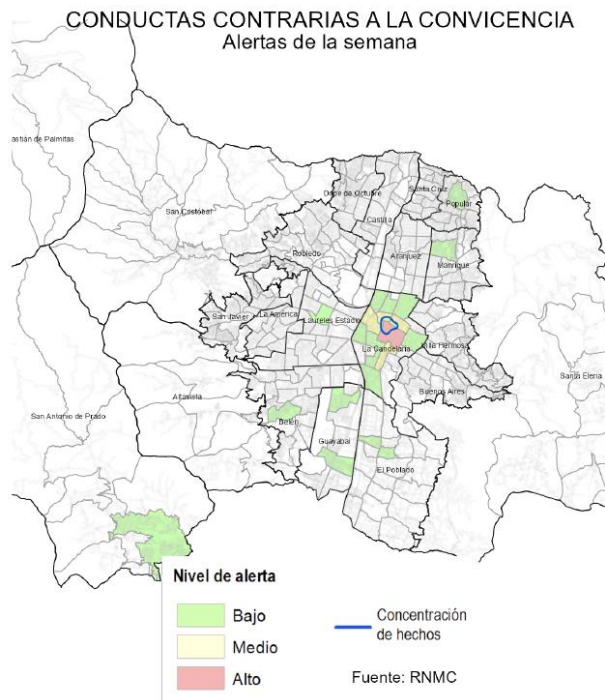 CONDUCTAS CONTRARIAS A LA CONVICENCIA
Alertas de la semana
astián de Palmitas
San Cristóbal
Doce de Octubre
Santa Cruz
Popular
Castilla
Robledo
Aranjuez
Manrique
San Javier
La América
Laureles Estadio
La Candelaria
Villa Hermosa
Buenos Aires
Santa Elena
Altavista
San Antonio de Prado
Belén
Guayabal
El Poblado
Nivel de alerta
Bajo
Medio
Alto
Concentración
de hechos
Fuente: RNMC